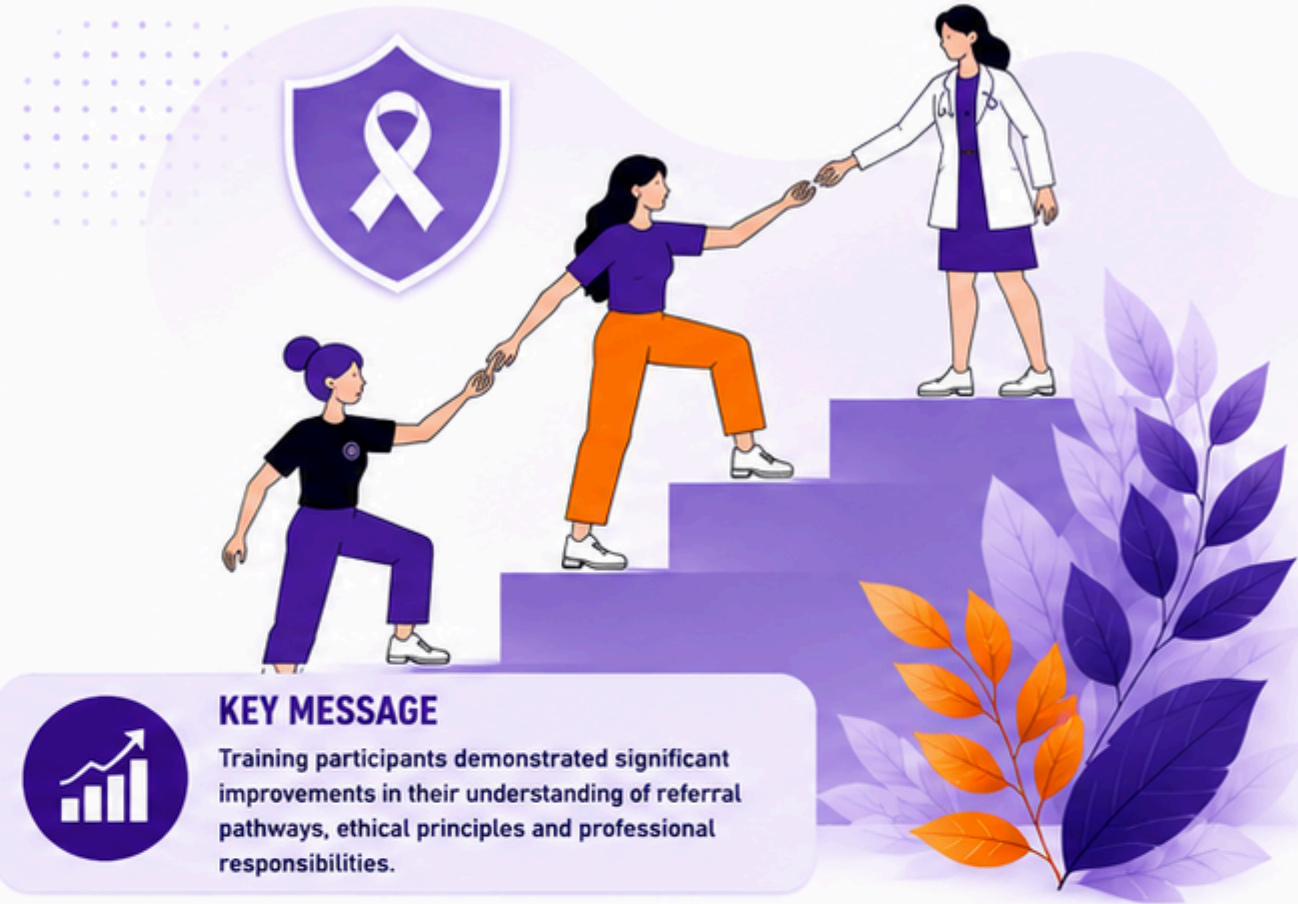 KEY MESSAGE
Training participants demonstrated significant
improvements in their understanding of referral
pathways, ethical principles and professional
responsibilities.